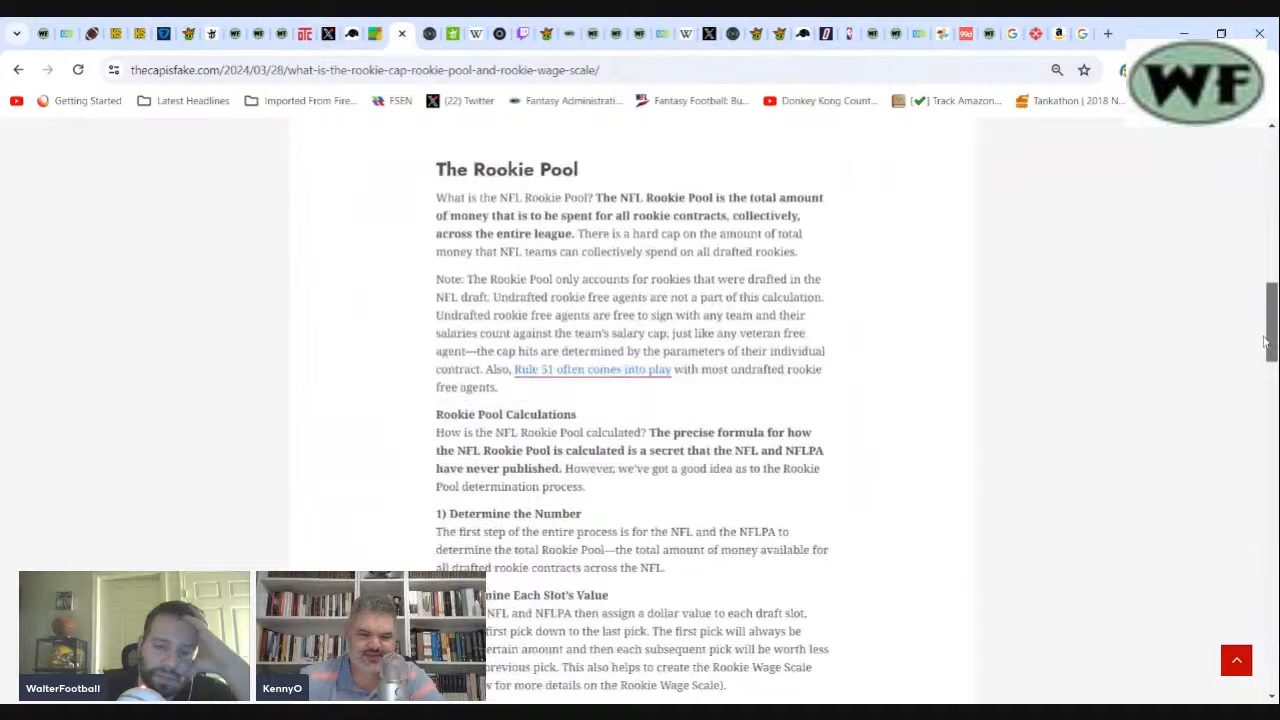 thecapisfake.com/2024/03/28/what-is-the-rookie-cap-rookie-pool-and-rookie-wage-scale/
WF
Getting Started
Latest Headlines
Imported From Fire...
FSEN
(22) Twitter
Fantasy Administrati...
Fantasy Football: Bu...
Donkey Kong Count...
[✔] Track Amazon...
Tankathon | 2018 N...
The Rookie Pool
What is the NFL Rookie Pool? The NFL Rookie Pool is the total amount
of money that is to be spent for all rookie contracts, collectively,
across the entire league. There is a hard cap on the amount of total
money that NFL teams can collectively spend on all drafted rookies.
Note: The Rookie Pool only accounts for rookies that were drafted in the
NFL draft. Undrafted rookie free agents are not a part of this calculation.
Undrafted rookie free agents are free to sign with any team and their
salaries count against the team's salary cap, just like any veteran free
agent—the cap hits are determined by the parameters of their individual
contract. Also, Rule 51 often comes into play with most undrafted rookie
free agents.
Rookie Pool Calculations
How is the NFL Rookie Pool calculated? The precise formula for how
the NFL Rookie Pool is calculated is a secret that the NFL and NFLPA
have never published. However, we've got a good idea as to the Rookie
Pool determination process.
1) Determine the Number
The first step of the entire process is for the NFL and the NFLPA to
determine the total Rookie Pool—the total amount of money available for
all drafted rookie contracts across the NFL.
mine Each Slot's Value
NFL and NFLPA then assign a dollar value to each draft slot,
first pick down to the last pick. The first pick will always be
ertain amount and then each subsequent pick will be worth less
previous pick. This also helps to create the Rookie Wage Scale
for more details on the Rookie Wage Scale).
WalterFootball
KennyO